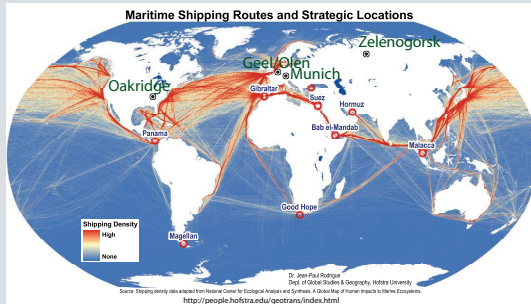 Maritime Shipping Routes and Strategic Locations
Zelenogorsk
Geel/Olen
Munich
Oakridge
Gibraltar
Suez
Hormuz
Panama
Bab el-Mandab
Malacca
Good Hope
Magellan
Shipping Density
High
None
Dr. Jean-Paul Rodrigue
Dept. of Global Studies & Geography, Hofstra University
Source: Shipping density data adapted from National Center for Ecological Analysis and Synthesis, A Global Map of Human Impacts to Marine Ecosystems.
http://people.hofstra.edu/geotrans/index.html